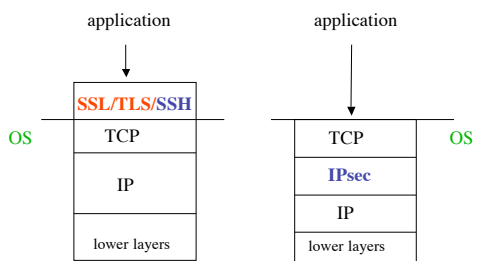 application
SSL/TLS/SSH
OS
TCP
IP
lower layers
application
TCP
OS
IPsec
IP
lower layers